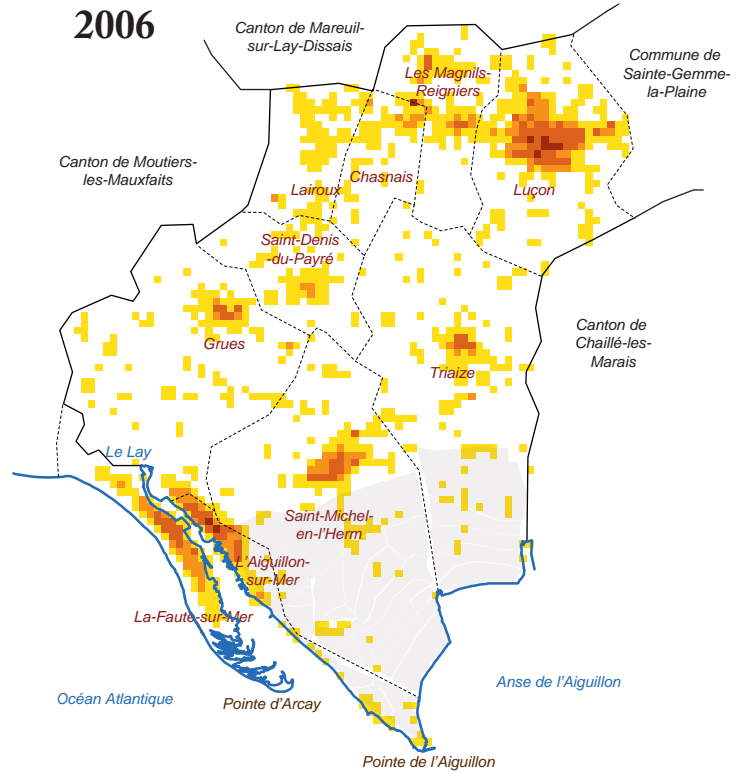 2006
Canton de Mareuil-
sur-Lay-Dissais
Commune de
Sainte-Gemme-
la-Plaine
Les Magnils-
Reigniers
Canton de Moutiers-
les-Mauxfaits
Chasnais
Lairoux
Luçon
Saint-Denis
-du-Payré
Grues
Canton de
Chaillé-les-
Marais
Triaize
Le Lay
Saint-Michel-
en-l'Herm
L'Aiguillon-
sur-Mer
La-Faute-sur-Mer
Anse de l’Aiguillon
Océan Atlantique
Pointe d’Arcay
Pointe de l’Aiguillon